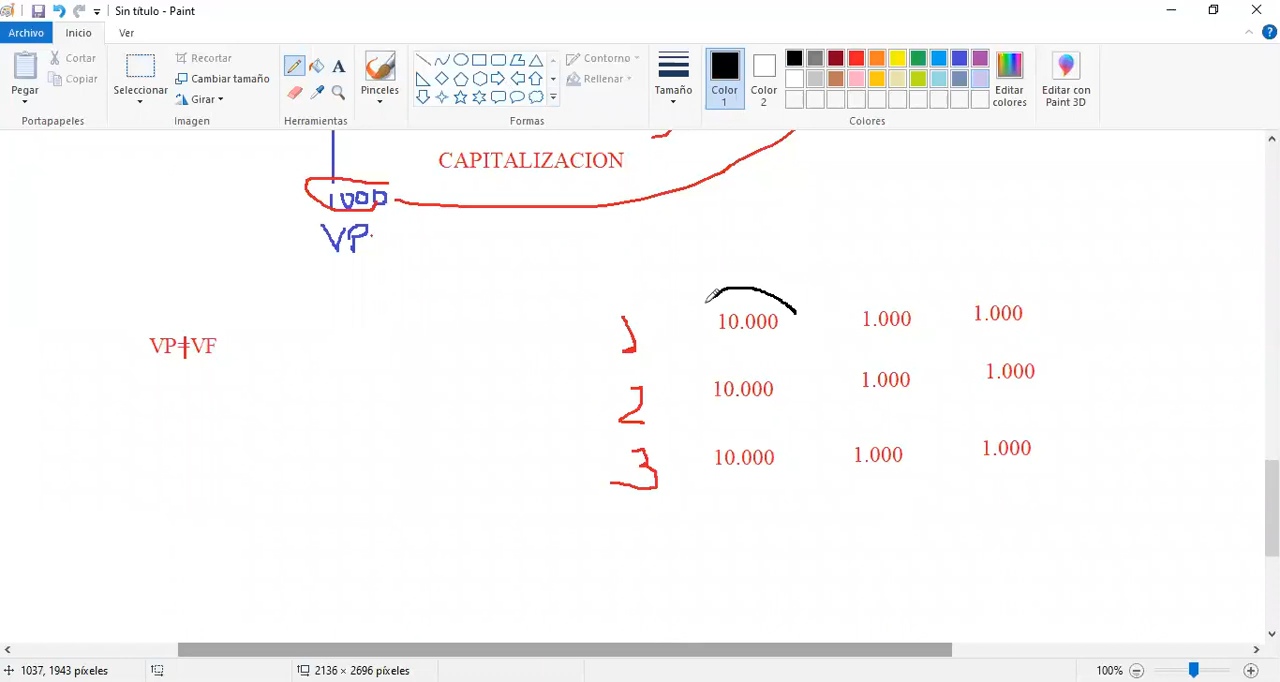 Sin título - Paint
Archivo Inicio Ver
Pegar
Cortar
Copiar
Portapapeles
Seleccionar
Recortar
Cambiar tamaño
Girar
Imagen
A
Herramientas
Pinceles
Contorno
Rellenar
Formas
Tamaño
Color 1
Color 2
Editar colores
Editar con Paint 3D
Colores
CAPITALIZACION
1000
VP.
VP=VF
1 10.000 1.000 1.000
2 10.000 1.000 1.000
3 10.000 1.000 1.000
1037, 1943 píxeles 2136 × 2696 píxeles 100%